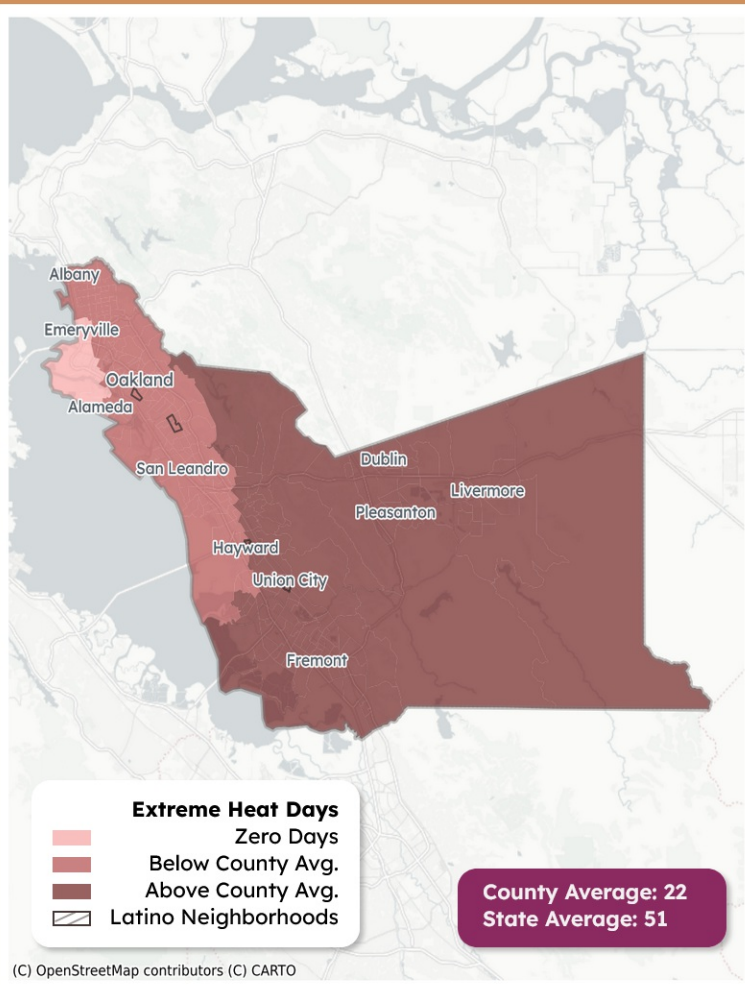 Albany
Emeryville
Oakland
Alameda
San Leandro
Dublin
Livermore
Pleasanton
Hayward
Union City
Fremont
Extreme Heat Days
Zero Days
Below County Avg.
Above County Avg.
Latino Neighborhoods
County Average: 22
State Average: 51
(C) OpenStreetMap contributors (C) CARTO